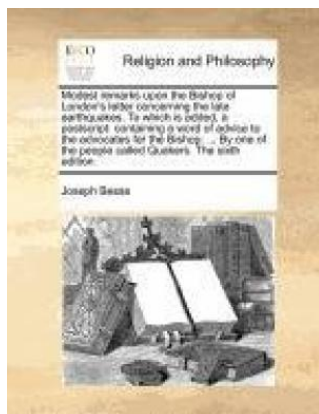 ECCO
Religion and Philosophy
Modest remarks upon the Bishop of
London's letter concerning the late
earthquakes. To which is added, a
postscript: containing a word of advise to
the advocates for the Bishop. ... By one of
the people called Quakers. The sixth
edition.
Joseph Besse